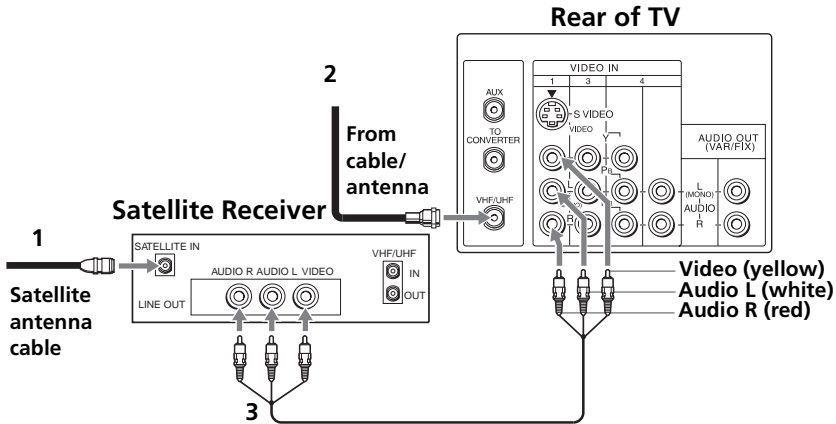 Rear of TV
2
From
cable/
antenna
AUX
TO
CONVERTER
VHF/UHF
VIDEO IN
1 3 4
S VIDEO
VIDEO
Y
PB
L
R
AUDIO OUT
(VAR/FIX)
L
(MONO)
AUDIO
R
Satellite Receiver
1
Satellite
antenna
cable
SATELLITE IN
AUDIO R AUDIO L VIDEO
LINE OUT
VHF/UHF
IN
OUT
3
Video (yellow)
Audio L (white)
Audio R (red)